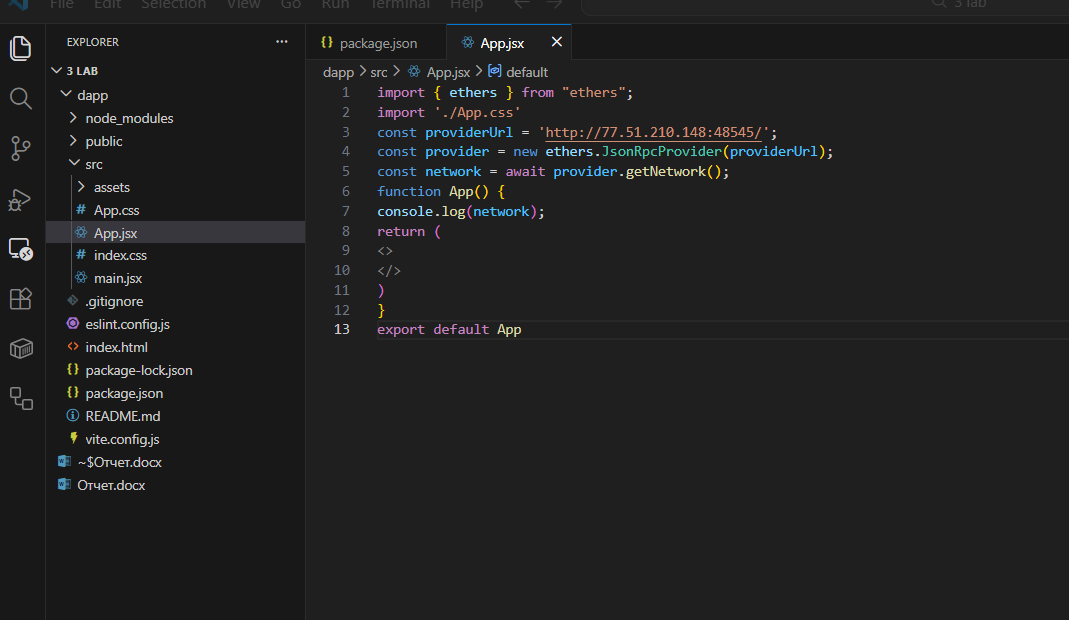 File Edit Selection View Go Run Terminal Help
3 lab
EXPLORER
3 LAB
dapp
node_modules
public
src
assets
# App.css
App.jsx
# index.css
main.jsx
.gitignore
eslint.config.js
<> index.html
{} package-lock.json
{} package.json
README.md
vite.config.js
~$Отчет.docx
Отчет.docx
{} package.json
App.jsx
dapp > src > App.jsx > default
1 import { ethers } from "ethers";
2 import './App.css'
3 const providerUrl = 'http://77.51.210.148:48545/';
4 const provider = new ethers.JsonRpcProvider(providerUrl);
5 const network = await provider.getNetwork();
6 function App() {
7 console.log(network);
8 return (
9 <>
10 </>
11 )
12 }
13 export default App